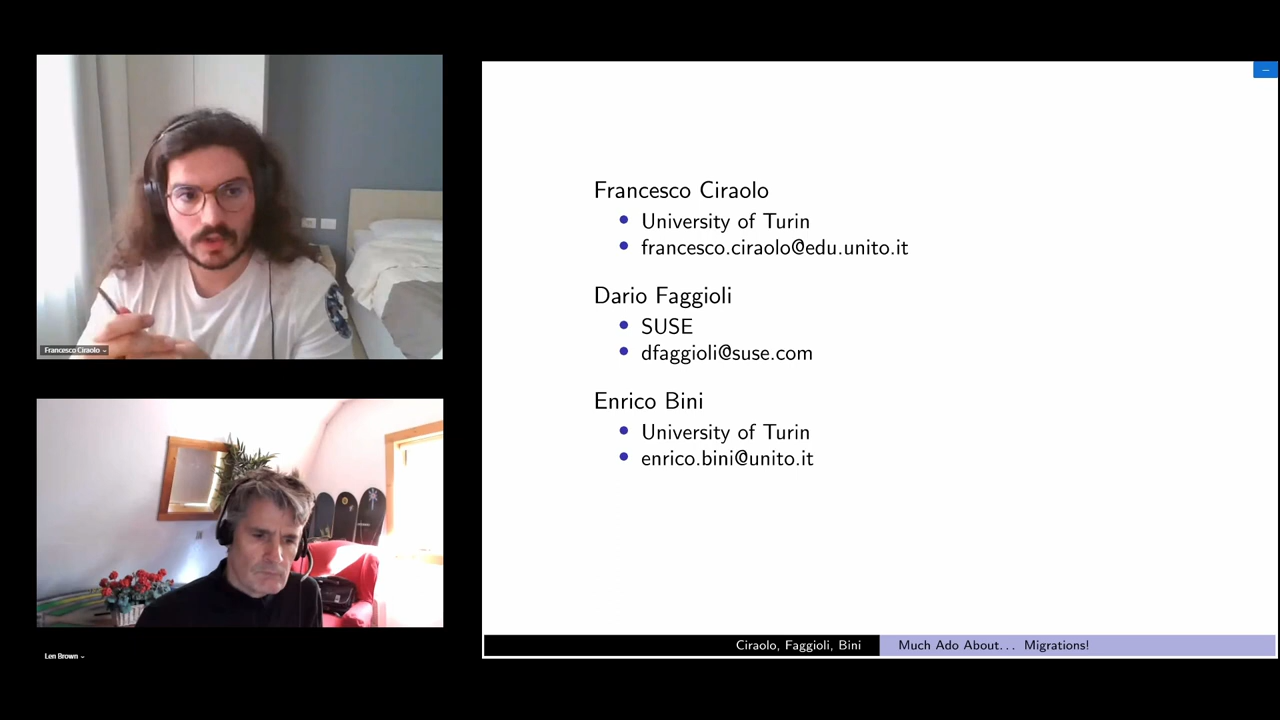 Francesco Ciraolo
Len Brown
Francesco Ciraolo
• University of Turin
• francesco.ciraolo@edu.unito.it
Dario Faggioli
• SUSE
• dfaggioli@suse.com
Enrico Bini
• University of Turin
• enrico.bini@unito.it
Ciraolo, Faggioli, Bini
Much Ado About... Migrations!